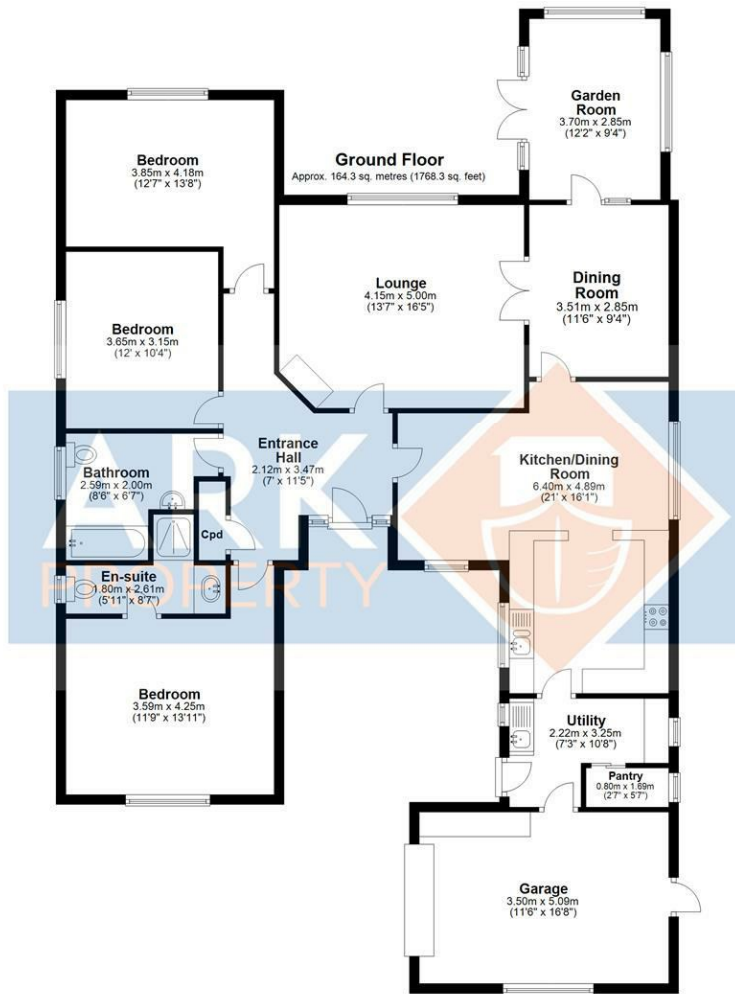 Garden
Room
3.70m x 2.85m
(12'2" x 9'4")
Bedroom
3.85m x 4.18m
(12'7" x 13'8")
Ground Floor
Approx. 164.3 sq. metres (1768.3 sq. feet)
Lounge
4.15m x 5.00m
(13'7" x 16'5")
Dining
Room
3.51m x 2.85m
(11'6" x 9'4")
Bedroom
3.65m x 3.15m
(12' x 10'4")
Entrance
Hall
2.12m x 3.47m
(7' x 11'5")
Kitchen/Dining
Room
6.40m x 4.89m
(21' x 16'1")
Bathroom
2.59m x 2.00m
(8'6" x 6'7")
Cpd
ARK
PROPERTY
En-suite
1.80m x 2.61m
(5'11" x 8'7")
Bedroom
3.59m x 4.25m
(11'9" x 13'11")
Utility
2.22m x 3.25m
(7'3" x 10'8")
Pantry
0.80m x 1.69m
(2'7" x 5'7")
Garage
3.50m x 5.09m
(11'6" x 16'8")